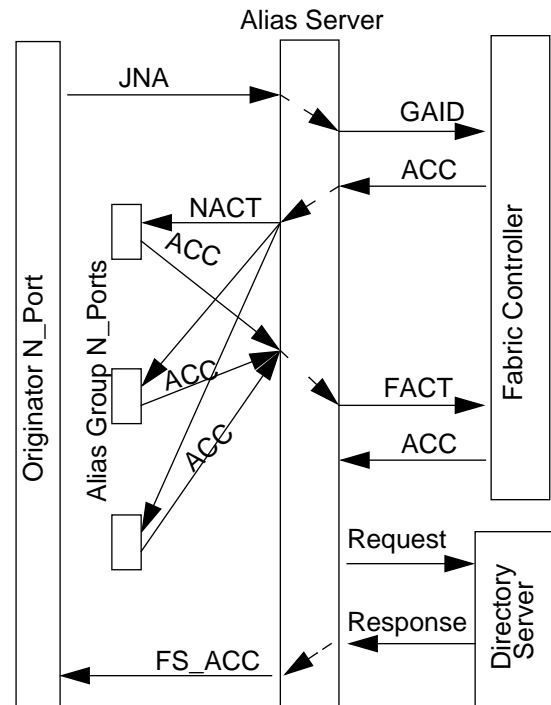 Alias Server
JNA
GAID
ACC
NACT
ACC
ACC
ACC
FACT
ACC
Request
Response
FS_ACC
Originator N_Port
Alias Group N_Ports
Fabric Controller
Directory
Server